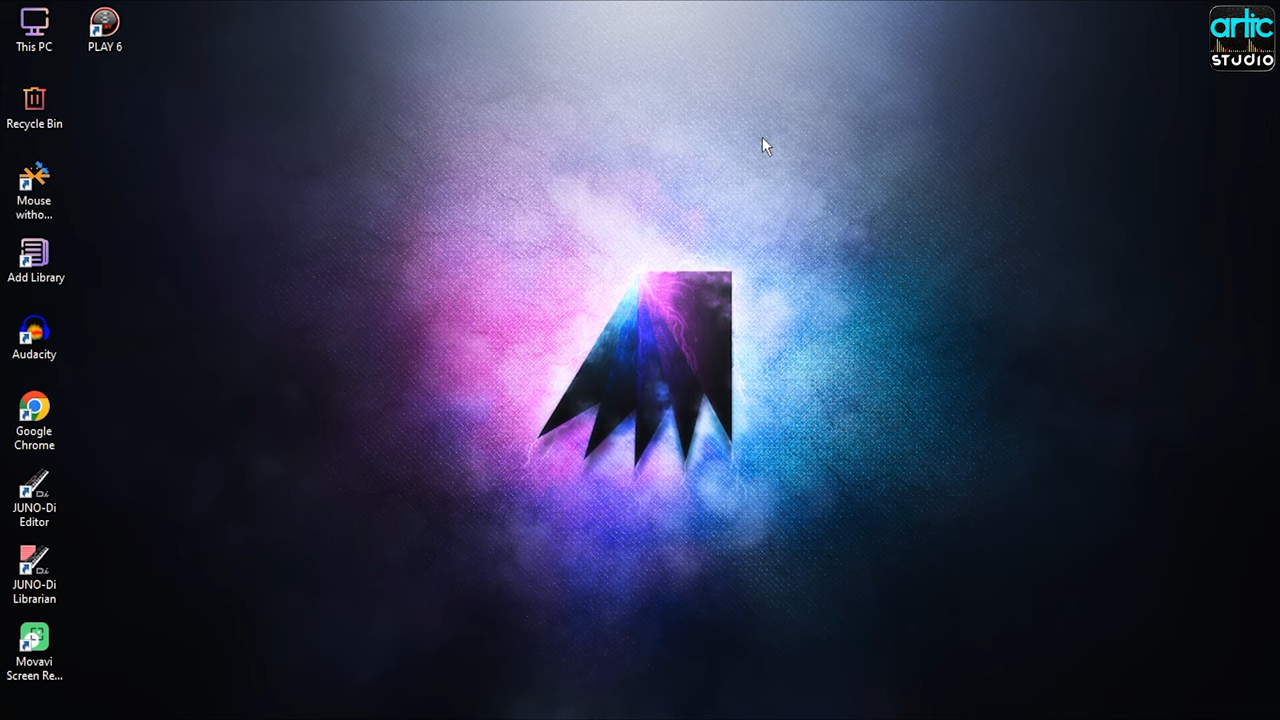 This PC
PLAY 6
artic
STUDIO
Recycle Bin
Mouse
witho...
Add Library
Audacity
Google
Chrome
JUNO-Di
Editor
JUNO-Di
Librarian
Movavi
Screen Re...